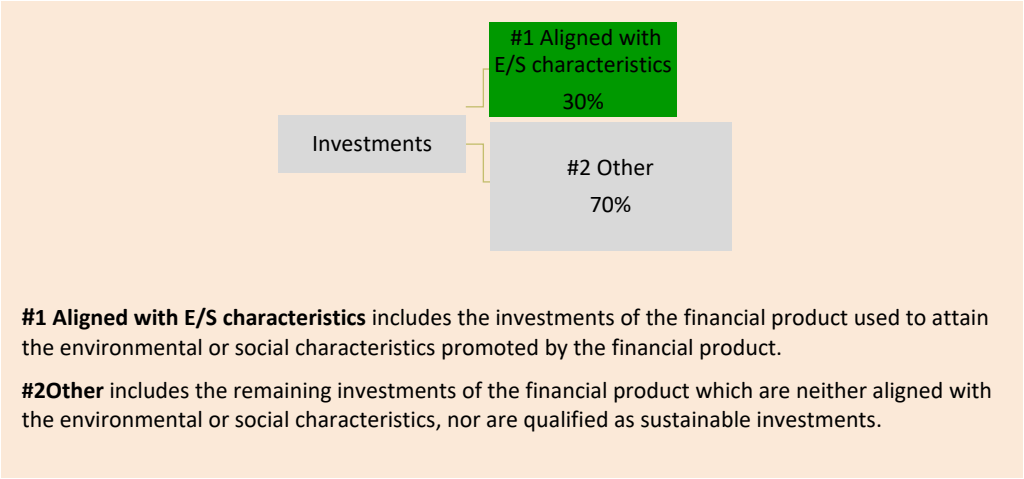 #1 Aligned with
E/S characteristics
30%
Investments
#2 Other
70%
#1 Aligned with E/S characteristics includes the investments of the financial product used to attain
the environmental or social characteristics promoted by the financial product.
#2Other includes the remaining investments of the financial product which are neither aligned with
the environmental or social characteristics, nor are qualified as sustainable investments.